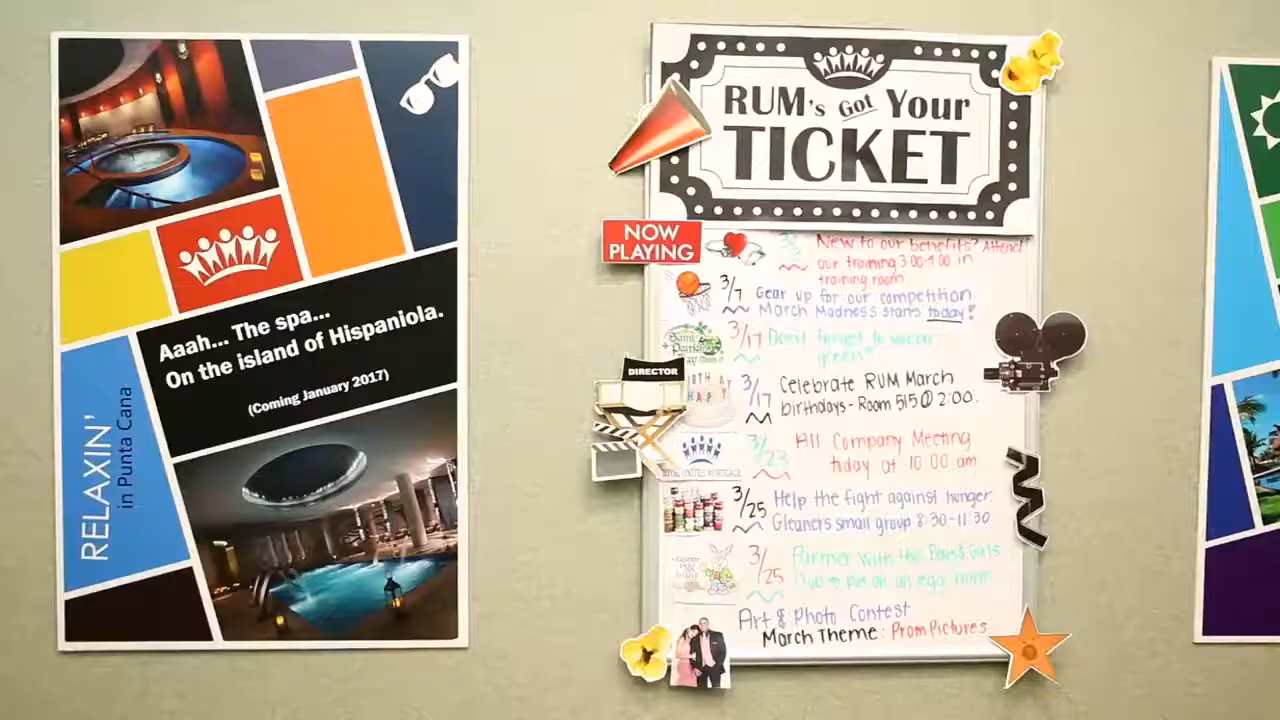 Aaah... The spa...
On the island of Hispaniola.
(Coming January 2017)
RELAXIN'
in Punta Cana
RUM's Got Your
TICKET
NOW
PLAYING
New to our benefits? Attend
our training 3:00-4:00 in
training room
3/7 Gear up for our competition
March Madness starts today!
Saint
Patrick's
3/17 Don't forget to wear
green!!
DIRECTOR
3/17 Celebrate RUM March
birthdays - Room 515 @ 2:00.
3/23 All Company Meeting
today at 10:00 am
ROYAL UNITED MORTGAGE
3/25 Help the fight against hunger
Gleaners small group 8:30-11:30
3/25 Partner with the Boys & Girls
Club to put on an egg hunt
Art & Photo Contest
March Theme: Prom Pictures